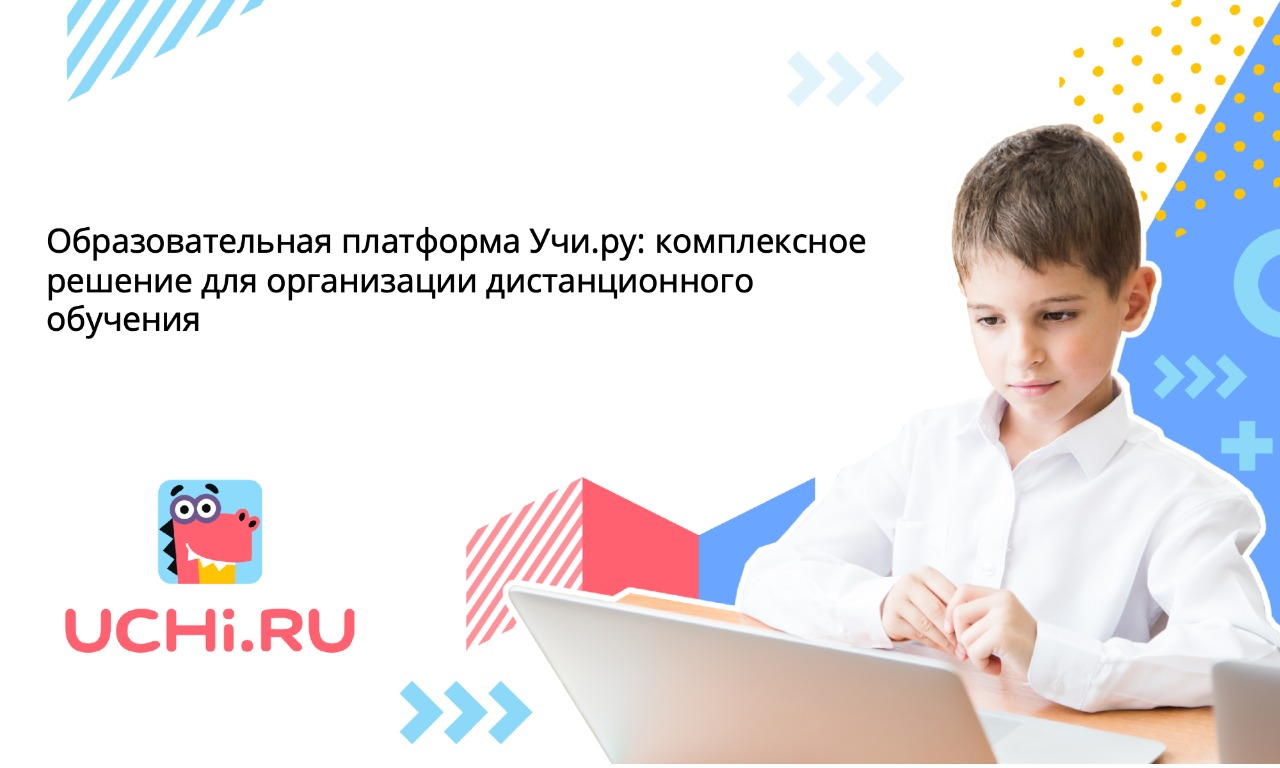 Образовательная платформа Учи.ру: комплексное
решение для организации дистанционного
обучения
UCHi.RU